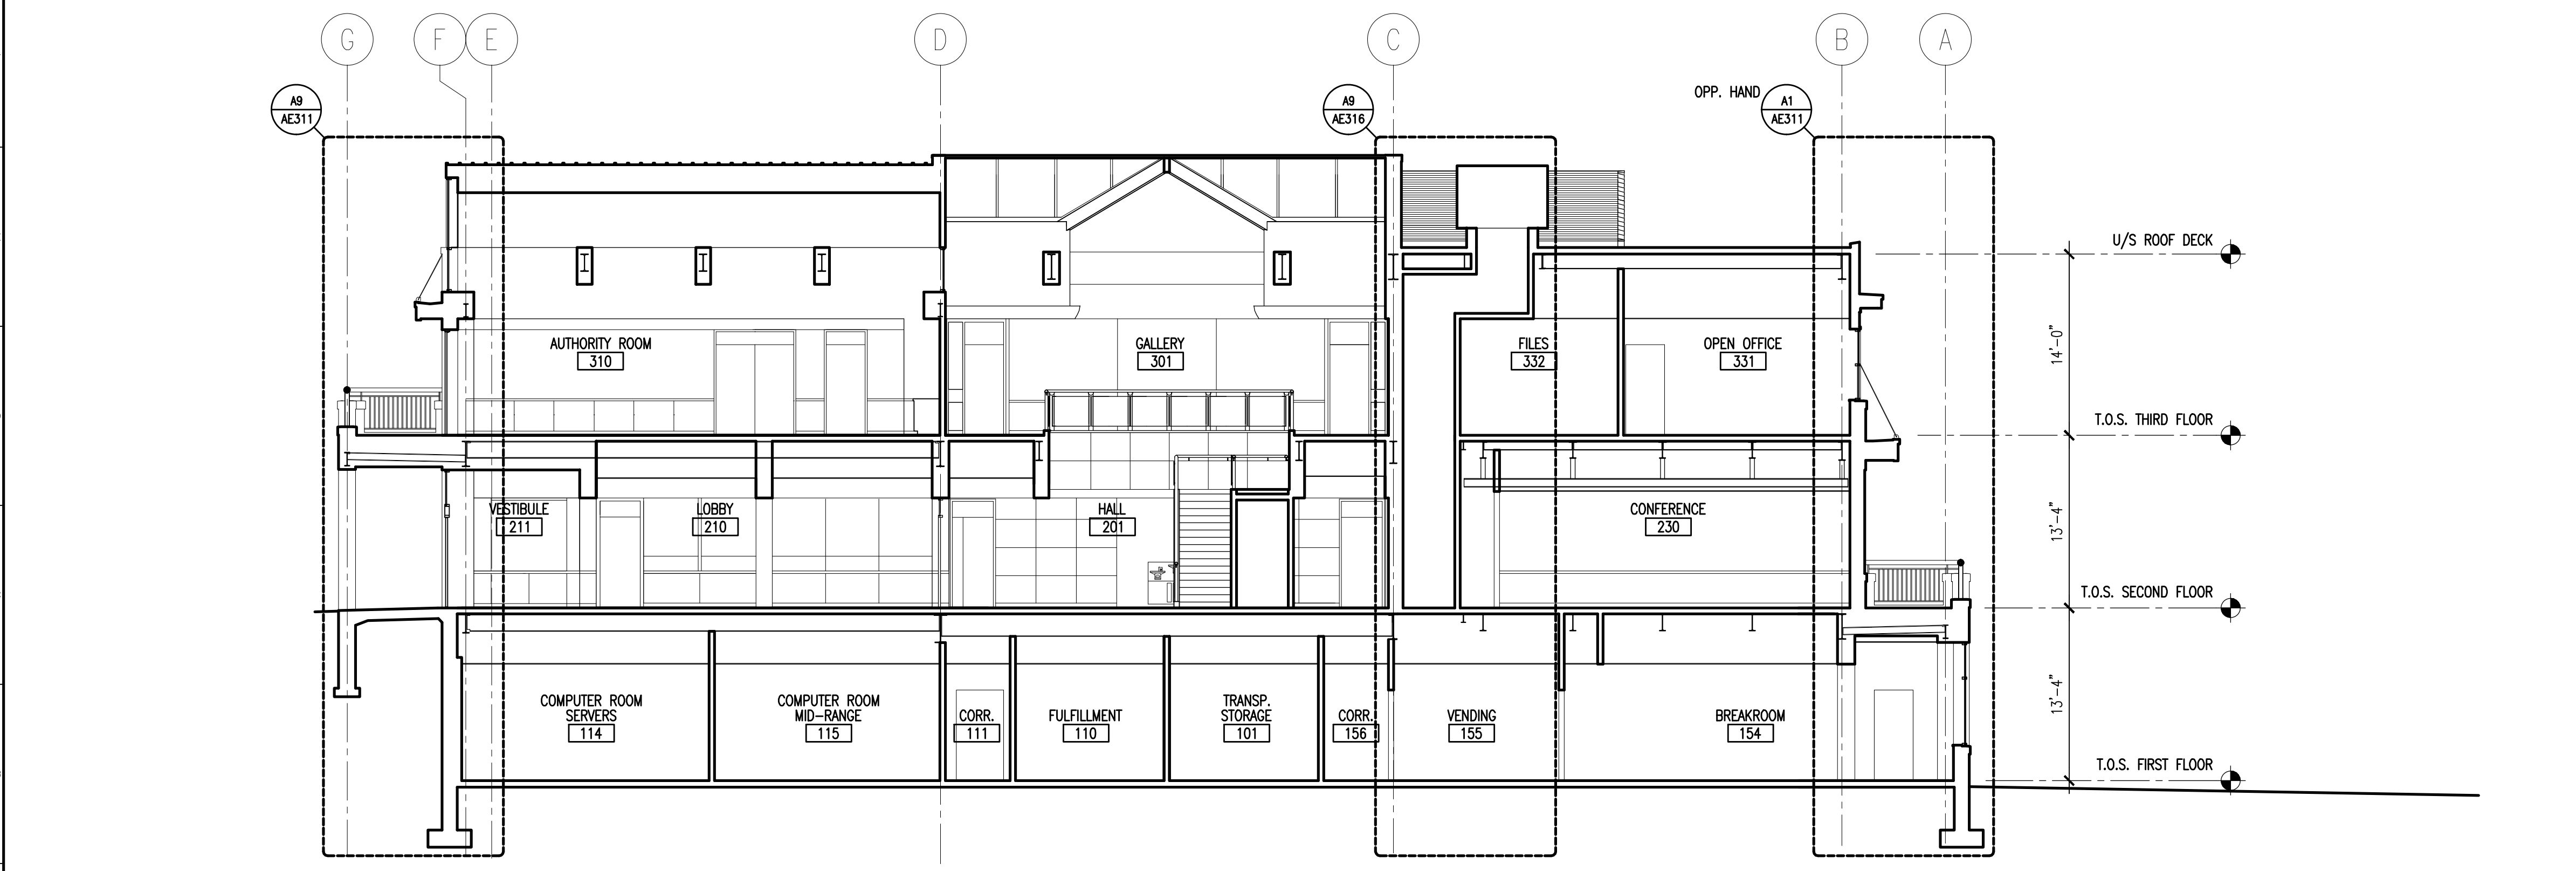 G
F
E
D
C
B
A
A9
AE311
A9
AE316
OPP. HAND
A1
AE311
U/S ROOF DECK
14'-0"
AUTHORITY ROOM
310
GALLERY
301
FILES
332
OPEN OFFICE
331
T.O.S. THIRD FLOOR
13'-4"
VESTIBULE
211
LOBBY
210
HALL
201
CONFERENCE
230
T.O.S. SECOND FLOOR
13'-4"
COMPUTER ROOM
SERVERS
114
COMPUTER ROOM
MID-RANGE
115
CORR.
111
FULFILLMENT
110
TRANSP.
STORAGE
101
CORR.
156
VENDING
155
BREAKROOM
154
T.O.S. FIRST FLOOR